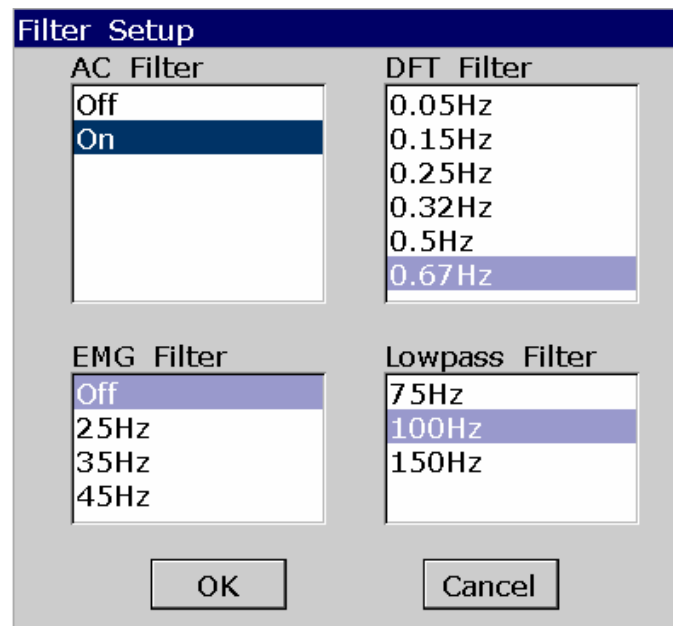 Filter Setup
AC Filter
Off
On
DFT Filter
0.05Hz
0.15Hz
0.25Hz
0.32Hz
0.5Hz
0.67Hz
EMG Filter
Off
25Hz
35Hz
45Hz
Lowpass Filter
75Hz
100Hz
150Hz
OK
Cancel